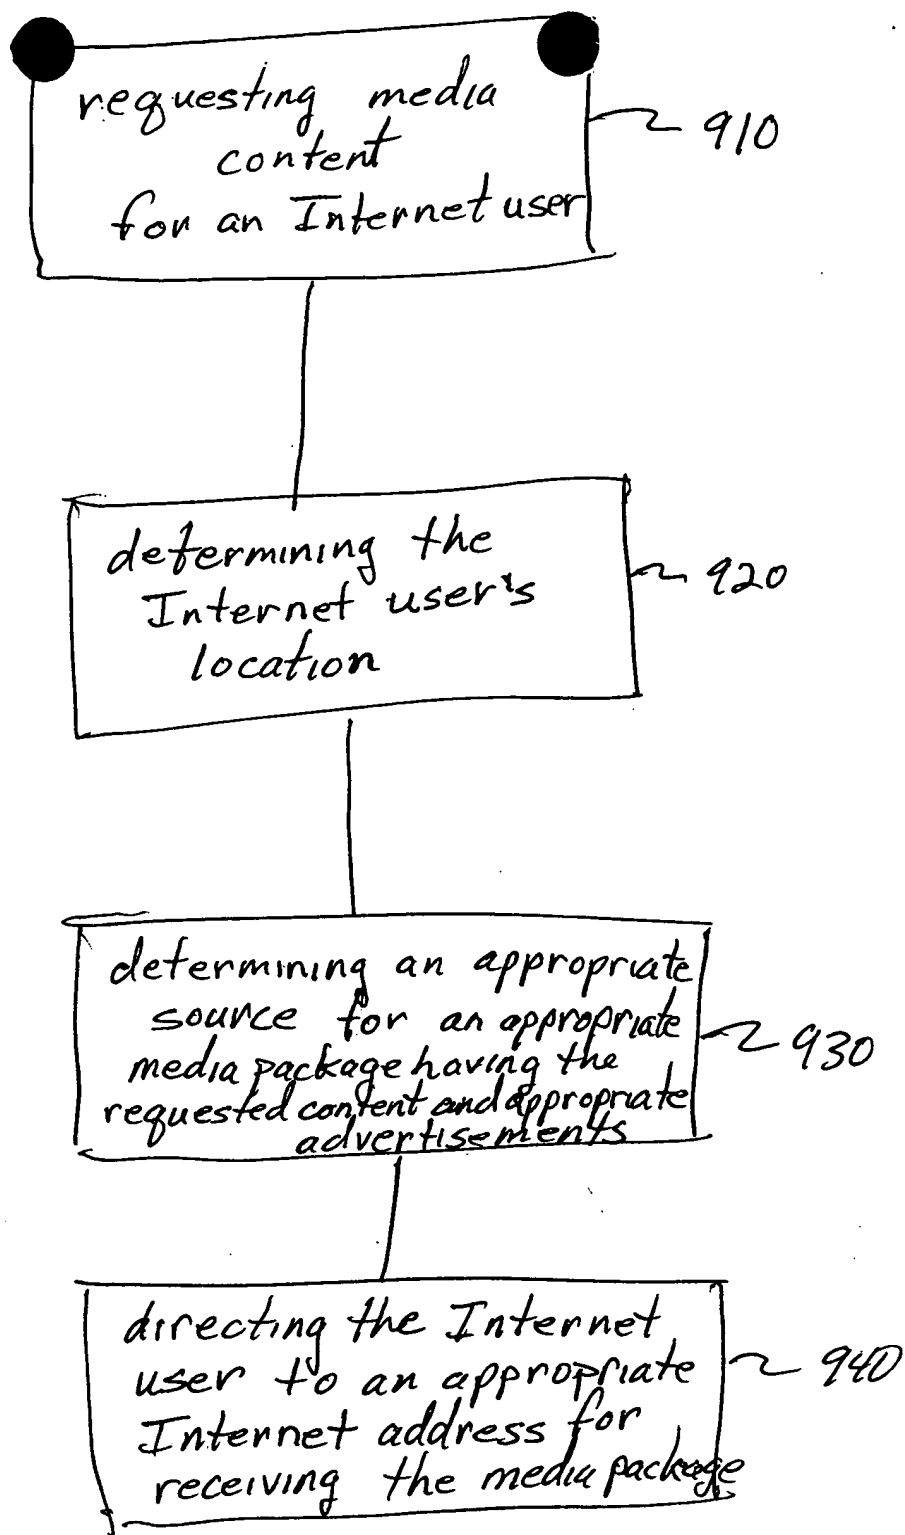 requesting media
content
for an Internet user
910
determining the
Internet user's
location
920
determining an appropriate
source for an appropriate
media package having the
requested content and appropriate
advertisements
930
directing the Internet
user to an appropriate
Internet address for
receiving the media package
940